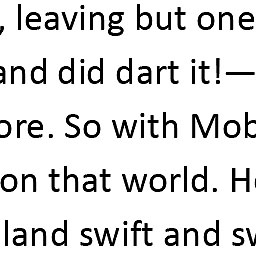 , leaving but one
and did dart it!—
ore. So with Mob
on that world. He
land swift and sw